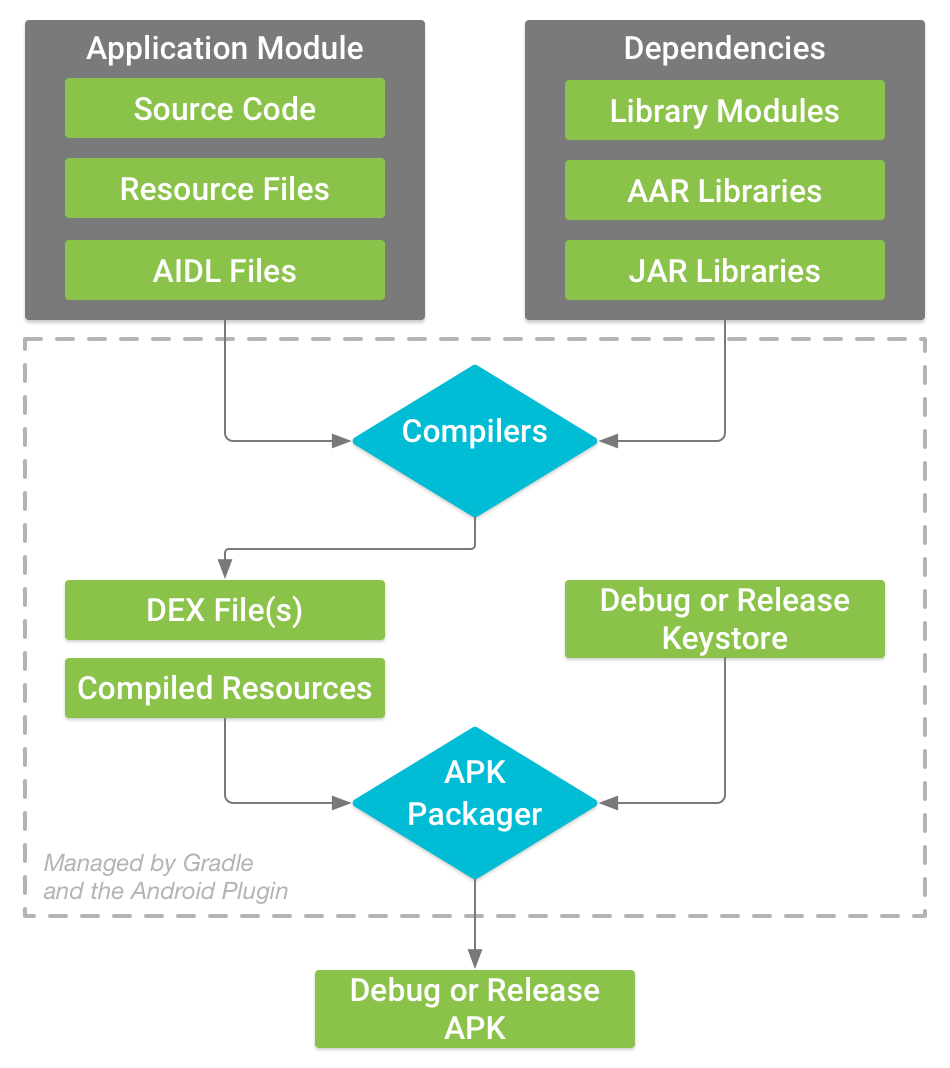 Application Module
Source Code
Resource Files
AIDL Files
Dependencies
Library Modules
AAR Libraries
JAR Libraries
Compilers
DEX File(s)
Compiled Resources
Debug or Release
Keystore
APK
Packager
Managed by Gradle
and the Android Plugin
Debug or Release
APK